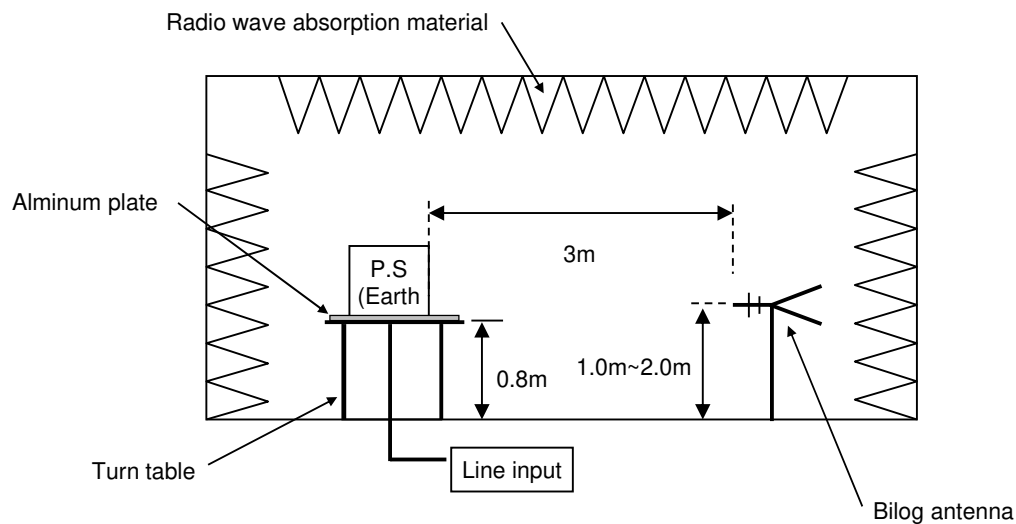 Radio wave absorption material
Alminum plate
3m
P.S
(Earth
0.8m
1.0m~2.0m
Turn table
Line input
Bilog antenna